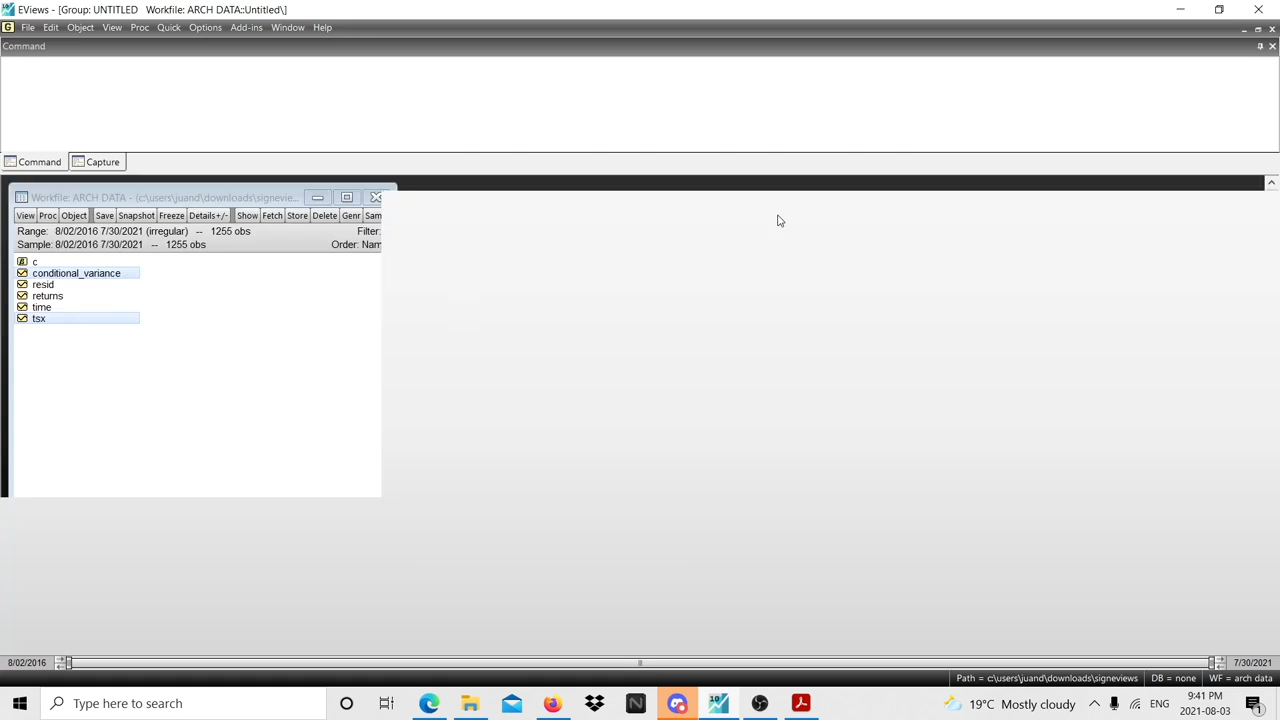 EViews - [Group: UNTITLED   Workfile: ARCH DATA::Untitled\]
File Edit Object View Proc Quick Options Add-ins Window Help
Command
Command Capture
Workfile: ARCH DATA - (c:\users\juand\downloads\signevie...
View Proc Object Save Snapshot Freeze Details+/- Show Fetch Store Delete Genr Sam
Range: 8/02/2016 7/30/2021 (irregular) -- 1255 obs Filter:
Sample: 8/02/2016 7/30/2021 -- 1255 obs Order: Nam
c
conditional_variance
resid
returns
time
tsx
8/02/2016 7/30/2021
Path = c:\users\juand\downloads\signeviews DB = none WF = arch data
Type here to search 19°C Mostly cloudy ENG 9:41 PM
2021-08-03